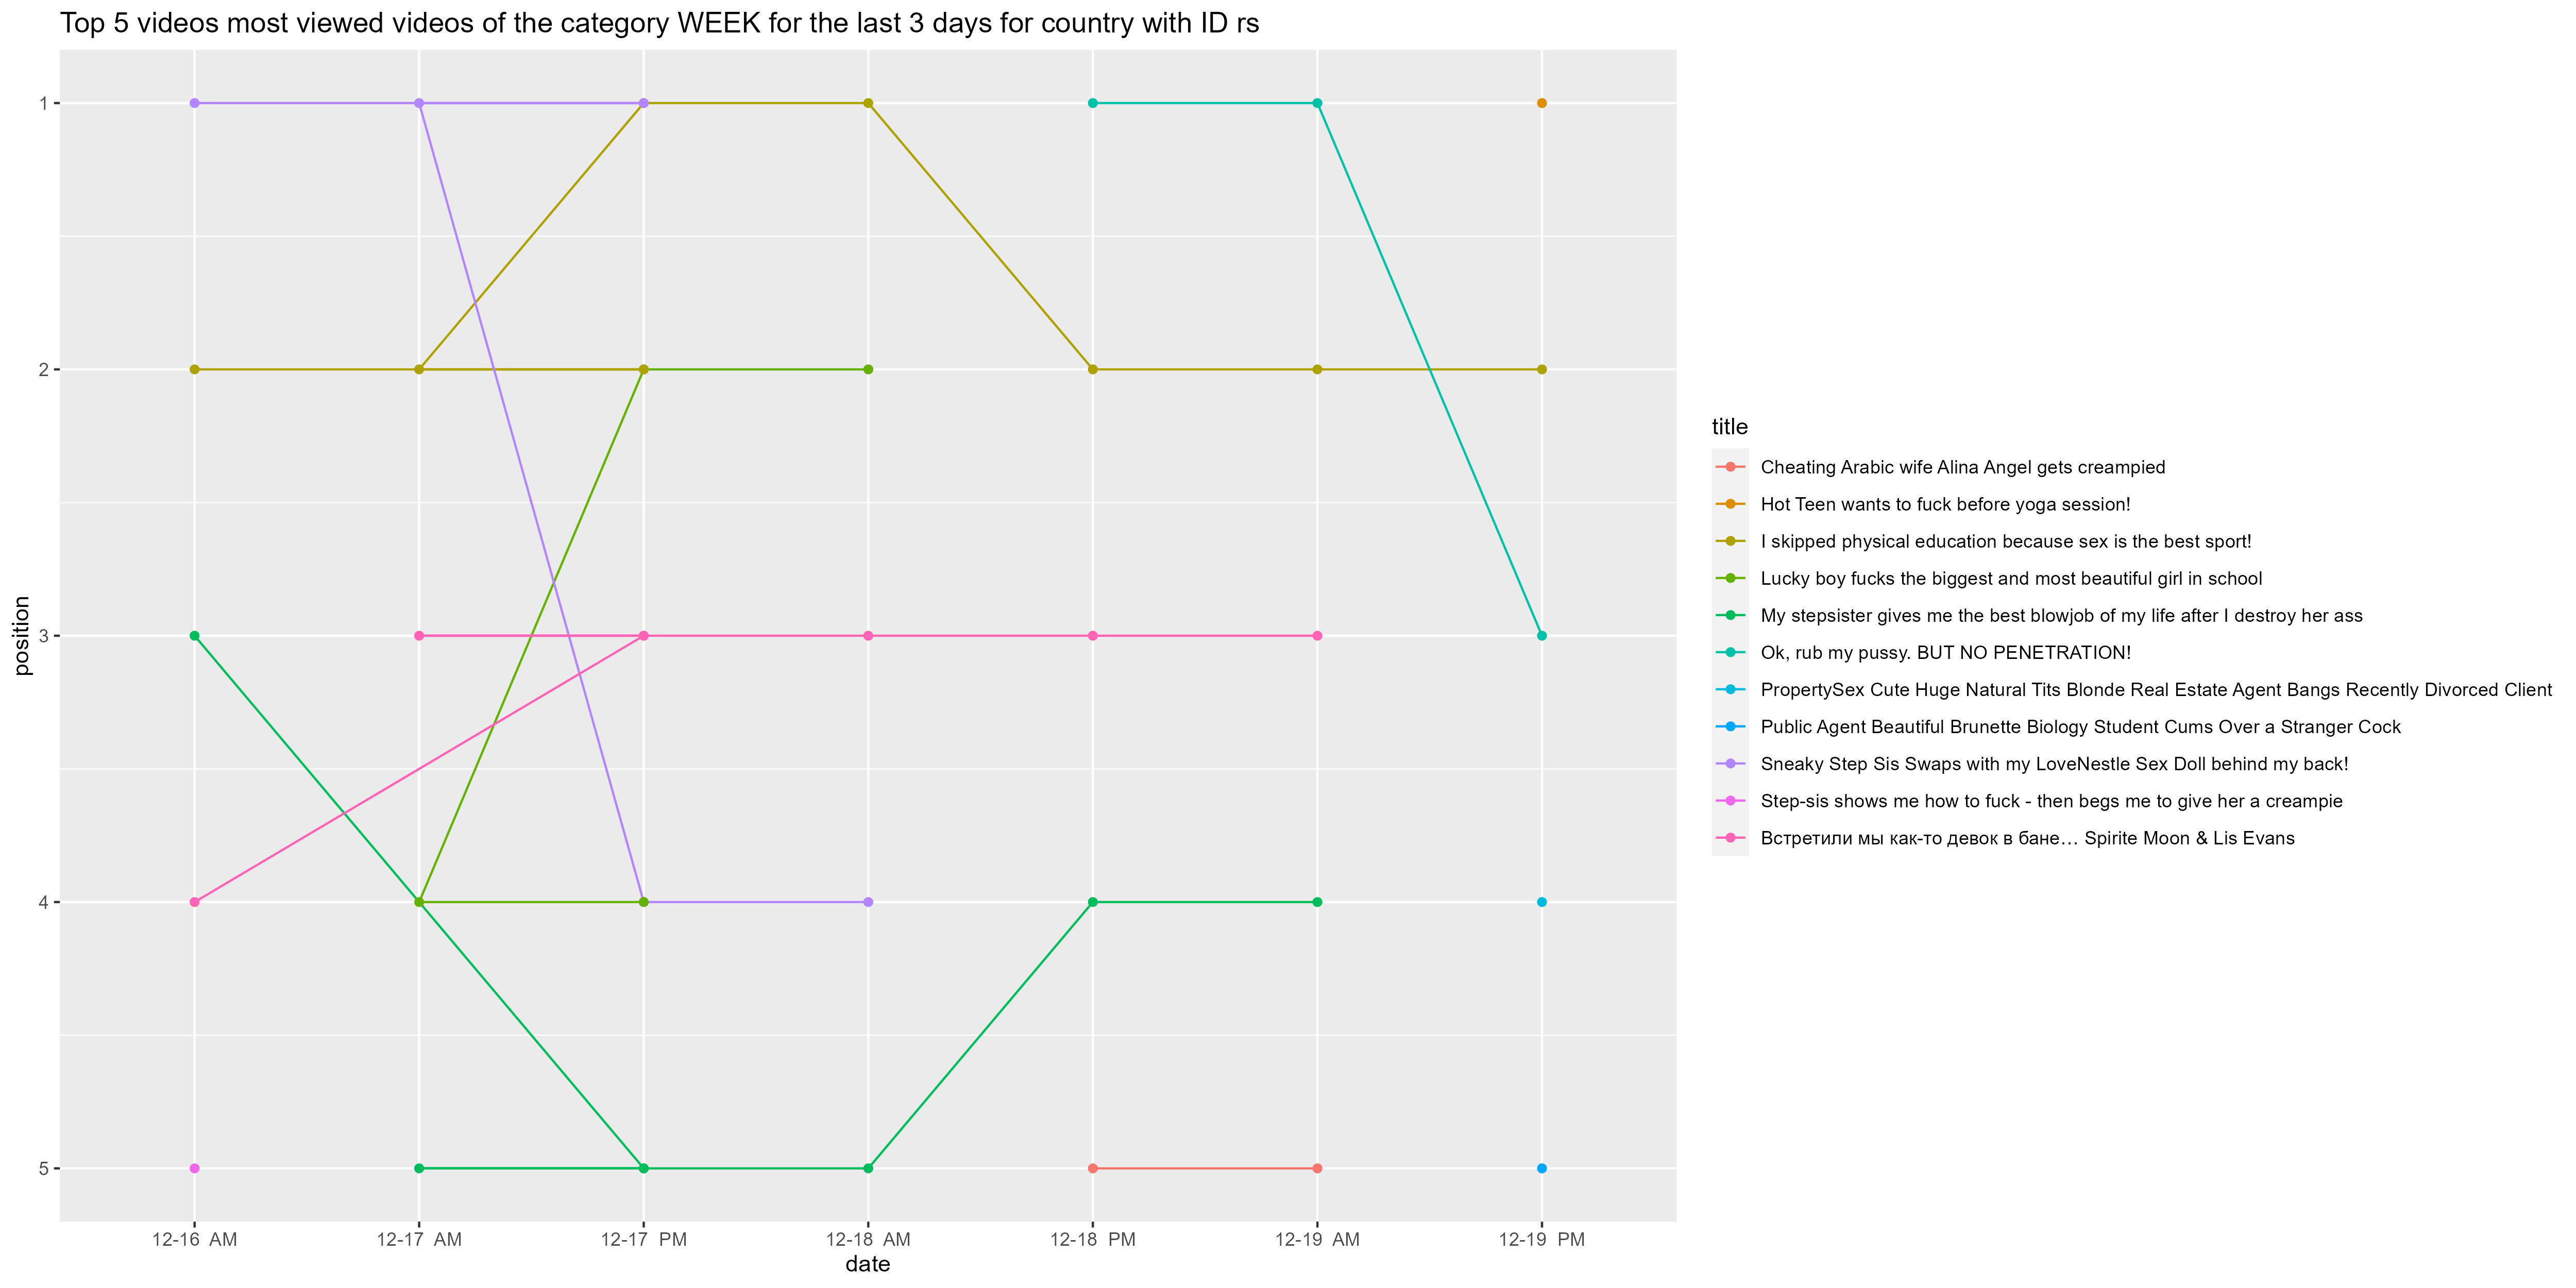 Top 5 videos most viewed videos of the category WEEK for the last 3 days for country with ID rs
position
1
2
3
4
5
12-16 AM
12-17 AM
12-17 PM
12-18 AM
12-18 PM
12-19 AM
12-19 PM
date
title
Cheating Arabic wife Alina Angel gets creampied
Hot Teen wants to fuck before yoga session!
I skipped physical education because sex is the best sport!
Lucky boy fucks the biggest and most beautiful girl in school
My stepsister gives me the best blowjob of my life after I destroy her ass
Ok, rub my pussy. BUT NO PENETRATION!
PropertySex Cute Huge Natural Tits Blonde Real Estate Agent Bangs Recently Divorced Client
Public Agent Beautiful Brunette Biology Student Cums Over a Stranger Cock
Sneaky Step Sis Swaps with my LoveNestle Sex Doll behind my back!
Step-sis shows me how to fuck - then begs me to give her a creampie
Встретили мы как-то девок в бане… Spirite Moon & Lis Evans